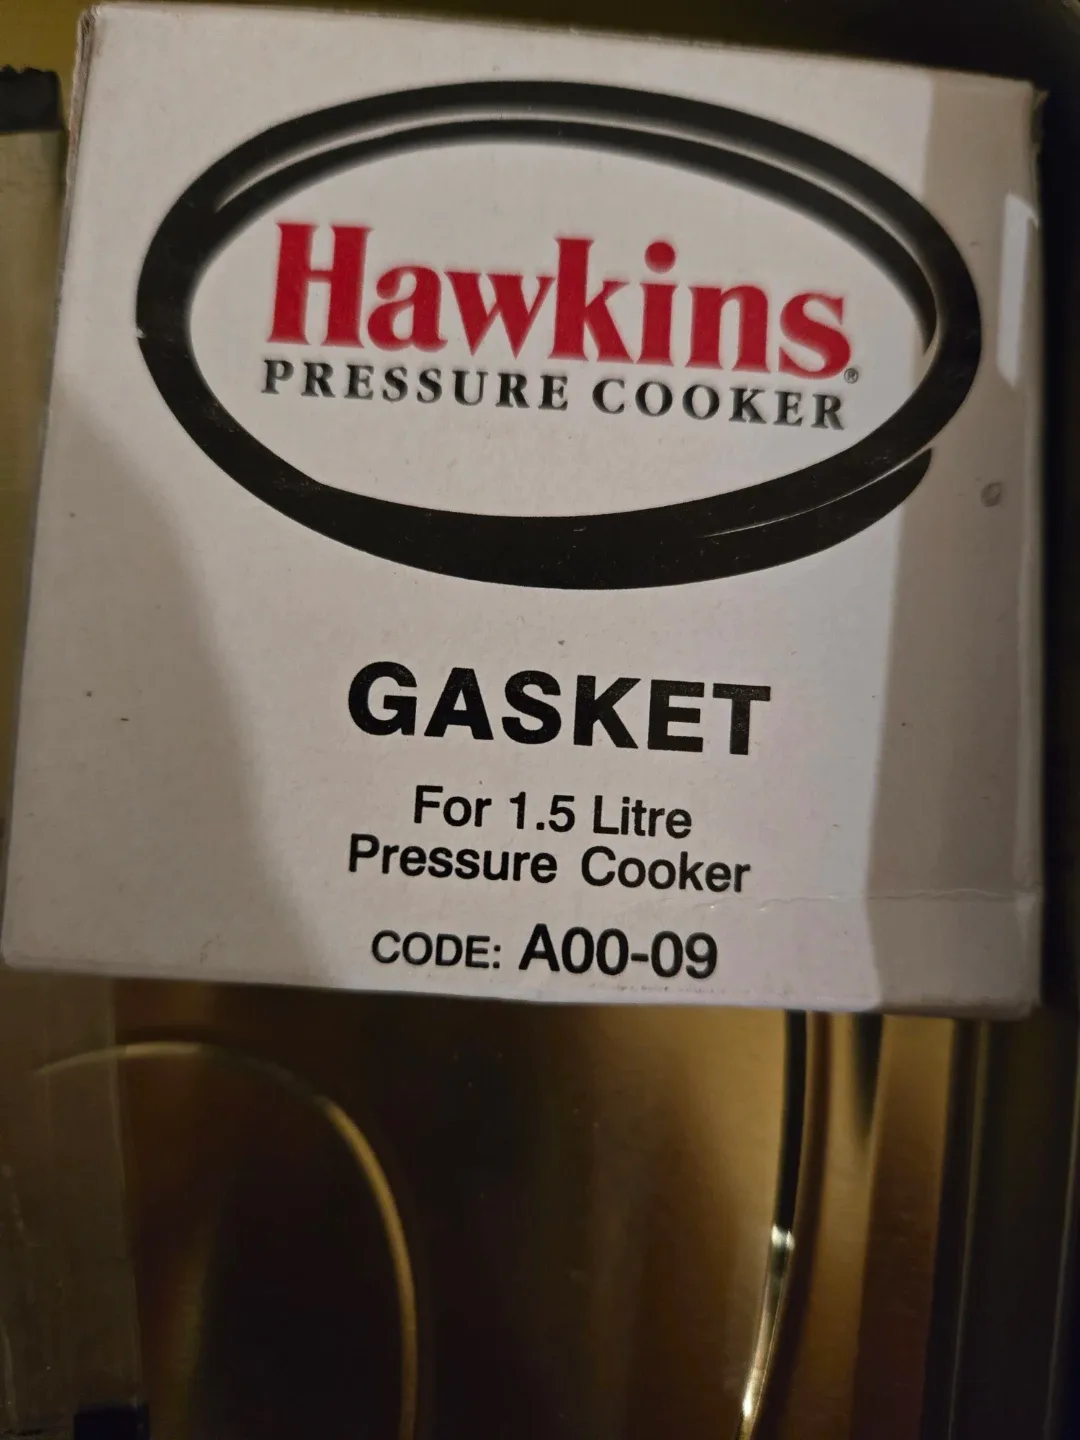 Hawkins®
PRESSURE COOKER
GASKET
For 1.5 Litre
Pressure Cooker
CODE: A00-09